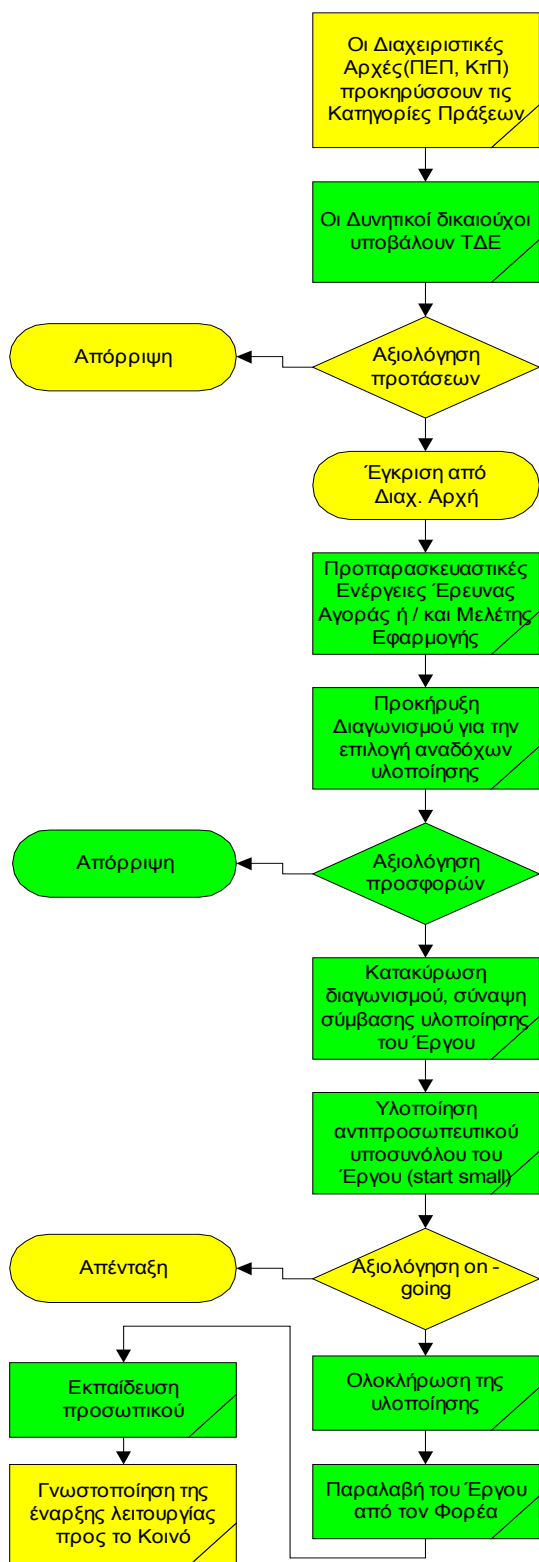 Οι Διαχειριστικές
Αρχές(ΠΕΠ, ΚτΠ)
προκηρύσσουν τις
Κατηγορίες Πράξεων
Οι Δυνητικοί δικαιούχοι
υποβάλουν ΤΔΕ
Αξιολόγηση
προτάσεων
Απόρριψη
Έγκριση από
Διαχ. Αρχή
Προπαρασκευαστικές
Ενέργειες Έρευνας
Αγοράς ή / και Μελέτης
Εφαρμογής
Προκήρυξη
Διαγωνισμού για την
επιλογή αναδόχων
υλοποίησης
Αξιολόγηση
προσφορών
Απόρριψη
Κατακύρωση
διαγωνισμού, σύναψη
σύμβασης υλοποίησης
του Έργου
Υλοποίηση
αντιπροσωπευτικού
υποσυνόλου του
Έργου (start small)
Αξιολόγηση on -
going
Απένταξη
Ολοκλήρωση της
υλοποίησης
Παραλαβή του Έργου
από τον Φορέα
Εκπαίδευση
προσωπικού
Γνωστοποίηση της
έναρξης λειτουργίας
προς το Κοινό